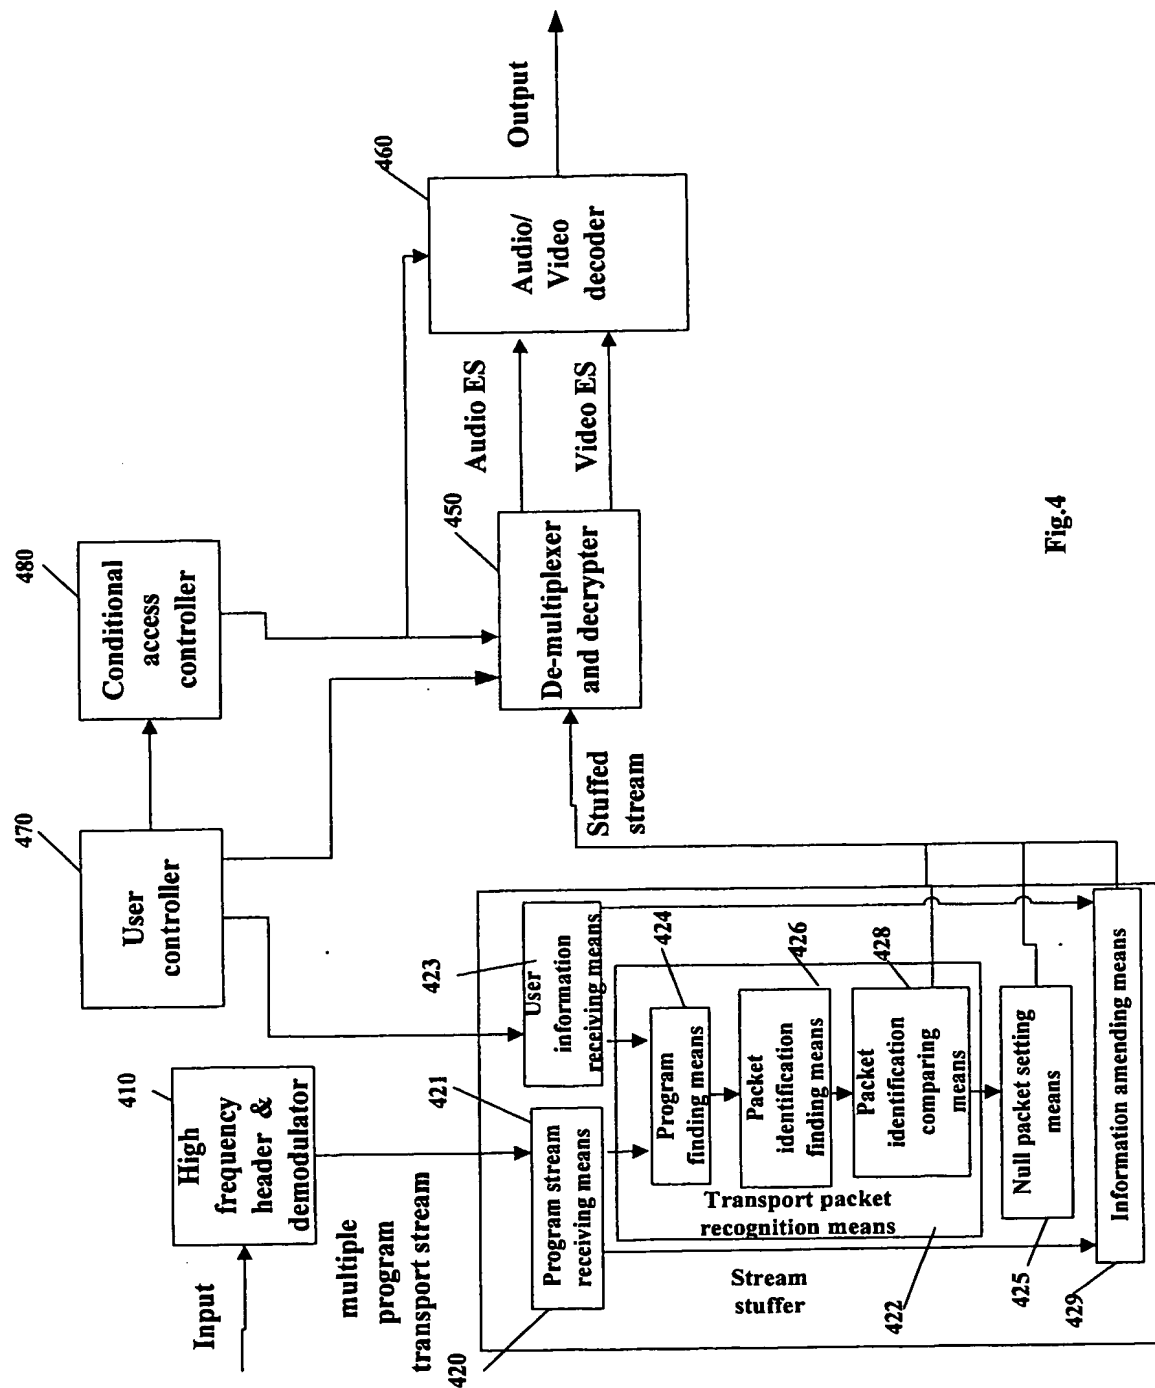 480
Conditional
access
controller
470
User
controller
410
High
frequency
header &
demodulator
Input
multiple
program
transport stream
460
Audio/
Video
decoder
Output
Audio ES
Video ES
450
De-multiplexer
and decrypter
Stuffed
stream
423
User
information
receiving means
421
Program stream
receiving means
420
424
Program
finding means
426
Packet
identification
finding means
428
Packet
identification
comparing
means
Transport packet
recognition means
422
Stream
stuffer
Null packet setting
means
425
Information amending means
429
Fig.4